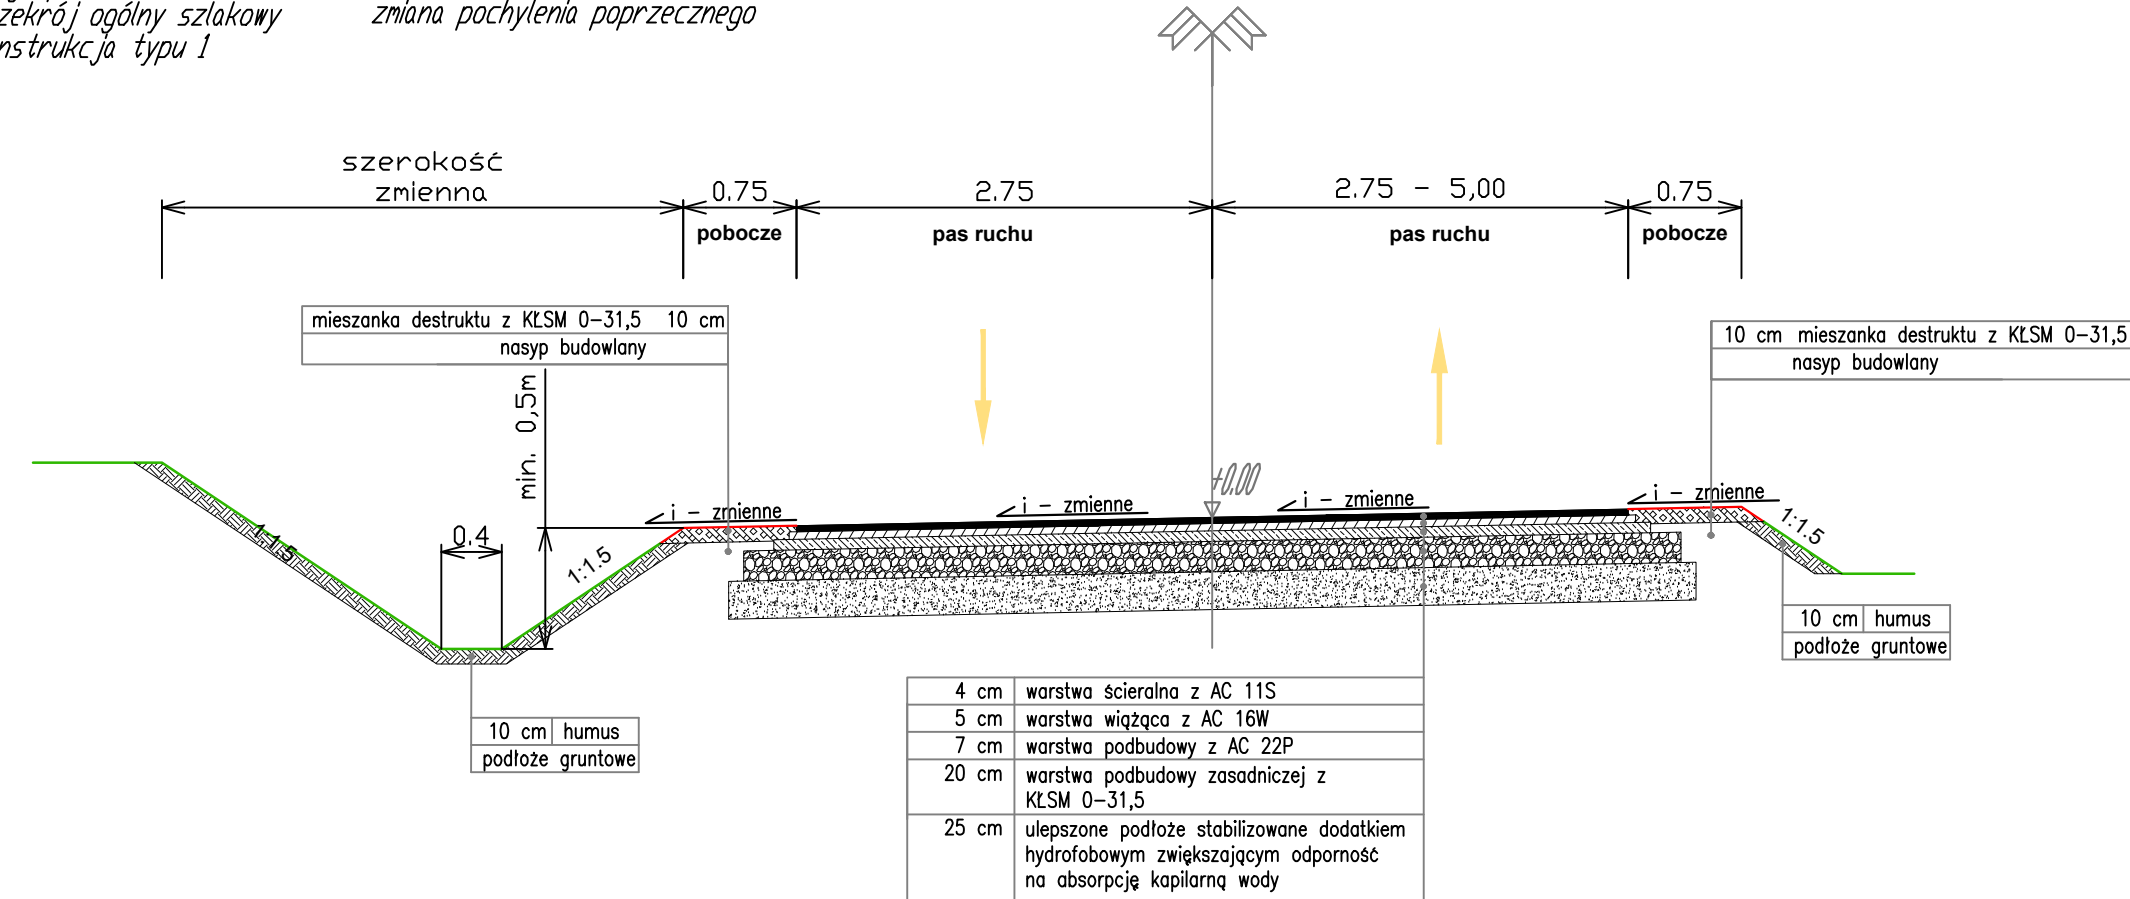 zekrój ogólny szlakowy
zmiana pochylenia poprzecznego
nstrukcja typu 1
szerokość
zmienna
0.75
2.75
2.75 - 5,00
0.75
pobocze
pas ruchu
pas ruchu
pobocze
mieszanka destruktu z KŁSM 0-31,5 10 cm
nasyp budowlany
10 cm mieszanka destruktu z KŁSM 0-31,5
nasyp budowlany
min. 0,5m
+0,00
i - zmienne
i - zmienne
i - zmienne
i - zmienne
1:1.5
0.4
1:1.5
1:1.5
10 cm humus
podłoże gruntowe
10 cm humus
podłoże gruntowe
4 cm warstwa ścieralna z AC 11S
5 cm warstwa wiążąca z AC 16W
7 cm warstwa podbudowy z AC 22P
20 cm warstwa podbudowy zasadniczej z
KŁSM 0-31,5
25 cm ulepszone podłoże stabilizowane dodatkiem
hydrofobowym zwiększającym odporność
na absorpcję kapilarną wody